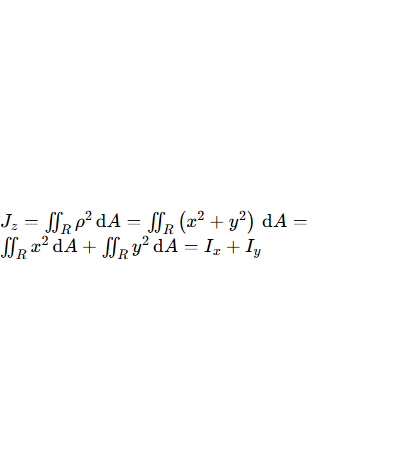 J_z = ∬_R ρ² dA = ∬_R (x² + y²) dA =
∬_R x² dA + ∬_R y² dA = I_x + I_y